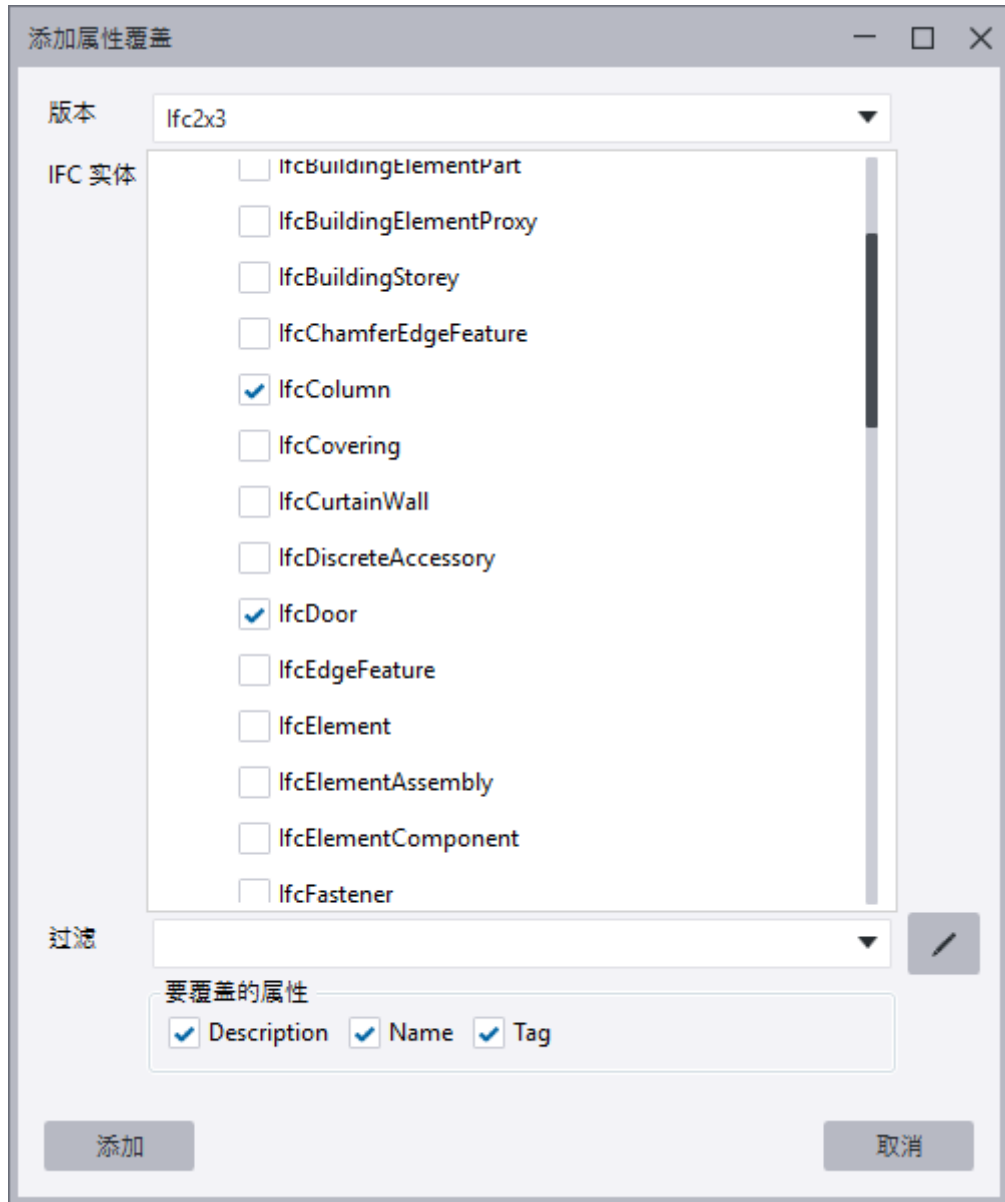 添加属性覆盖
版本
Ifc2x3
IFC 实体
IfcBuildingElementPart
IfcBuildingElementProxy
IfcBuildingStorey
IfcChamferEdgeFeature
IfcColumn
IfcCovering
IfcCurtainWall
IfcDiscreteAccessory
IfcDoor
IfcEdgeFeature
IfcElement
IfcElementAssembly
IfcElementComponent
IfcFastener
过滤
要覆盖的属性
Description Name Tag
添加 取消